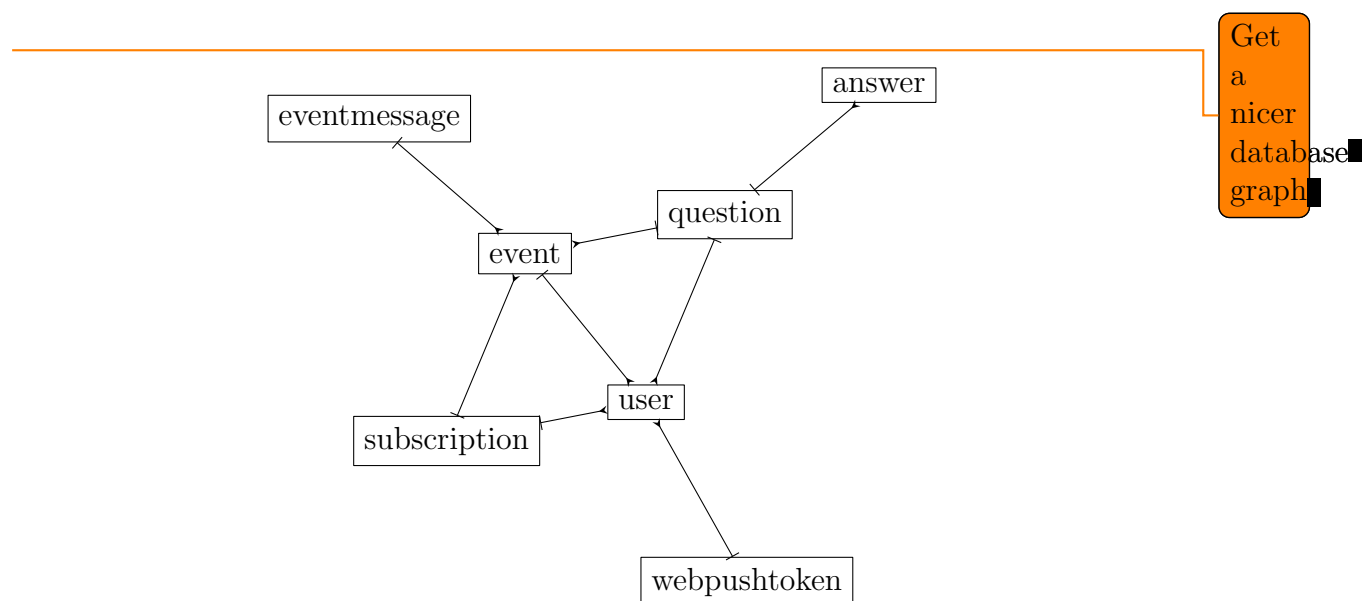 Get
a
nicer
database
graph
answer
eventmessage
question
event
user
subscription
webpushtoken